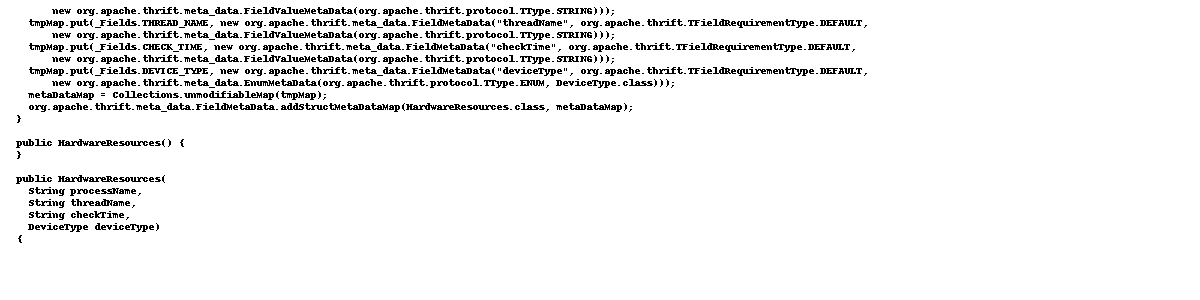 new org.apache.thrift.meta_data.FieldValueMetaData(org.apache.thrift.protocol.TType.STRING)));
tmpMap.put(_Fields.THREAD_NAME, new org.apache.thrift.meta_data.FieldMetaData("threadName", org.apache.thrift.TFieldRequirementType.DEFAULT,
new org.apache.thrift.meta_data.FieldValueMetaData(org.apache.thrift.protocol.TType.STRING)));
tmpMap.put(_Fields.CHECK_TIME, new org.apache.thrift.meta_data.FieldMetaData("checkTime", org.apache.thrift.TFieldRequirementType.DEFAULT,
new org.apache.thrift.meta_data.FieldValueMetaData(org.apache.thrift.protocol.TType.STRING)));
tmpMap.put(_Fields.DEVICE_TYPE, new org.apache.thrift.meta_data.FieldMetaData("deviceType", org.apache.thrift.TFieldRequirementType.DEFAULT,
new org.apache.thrift.meta_data.EnumMetaData(org.apache.thrift.protocol.TType.ENUM, DeviceType.class)));
metaDataMap = Collections.unmodifiableMap(tmpMap);
org.apache.thrift.meta_data.FieldMetaData.addStructMetaDataMap(HardwareResources.class, metaDataMap);
}
public HardwareResources() {
}
public HardwareResources(
String processName,
String threadName,
String checkTime,
DeviceType deviceType)
{